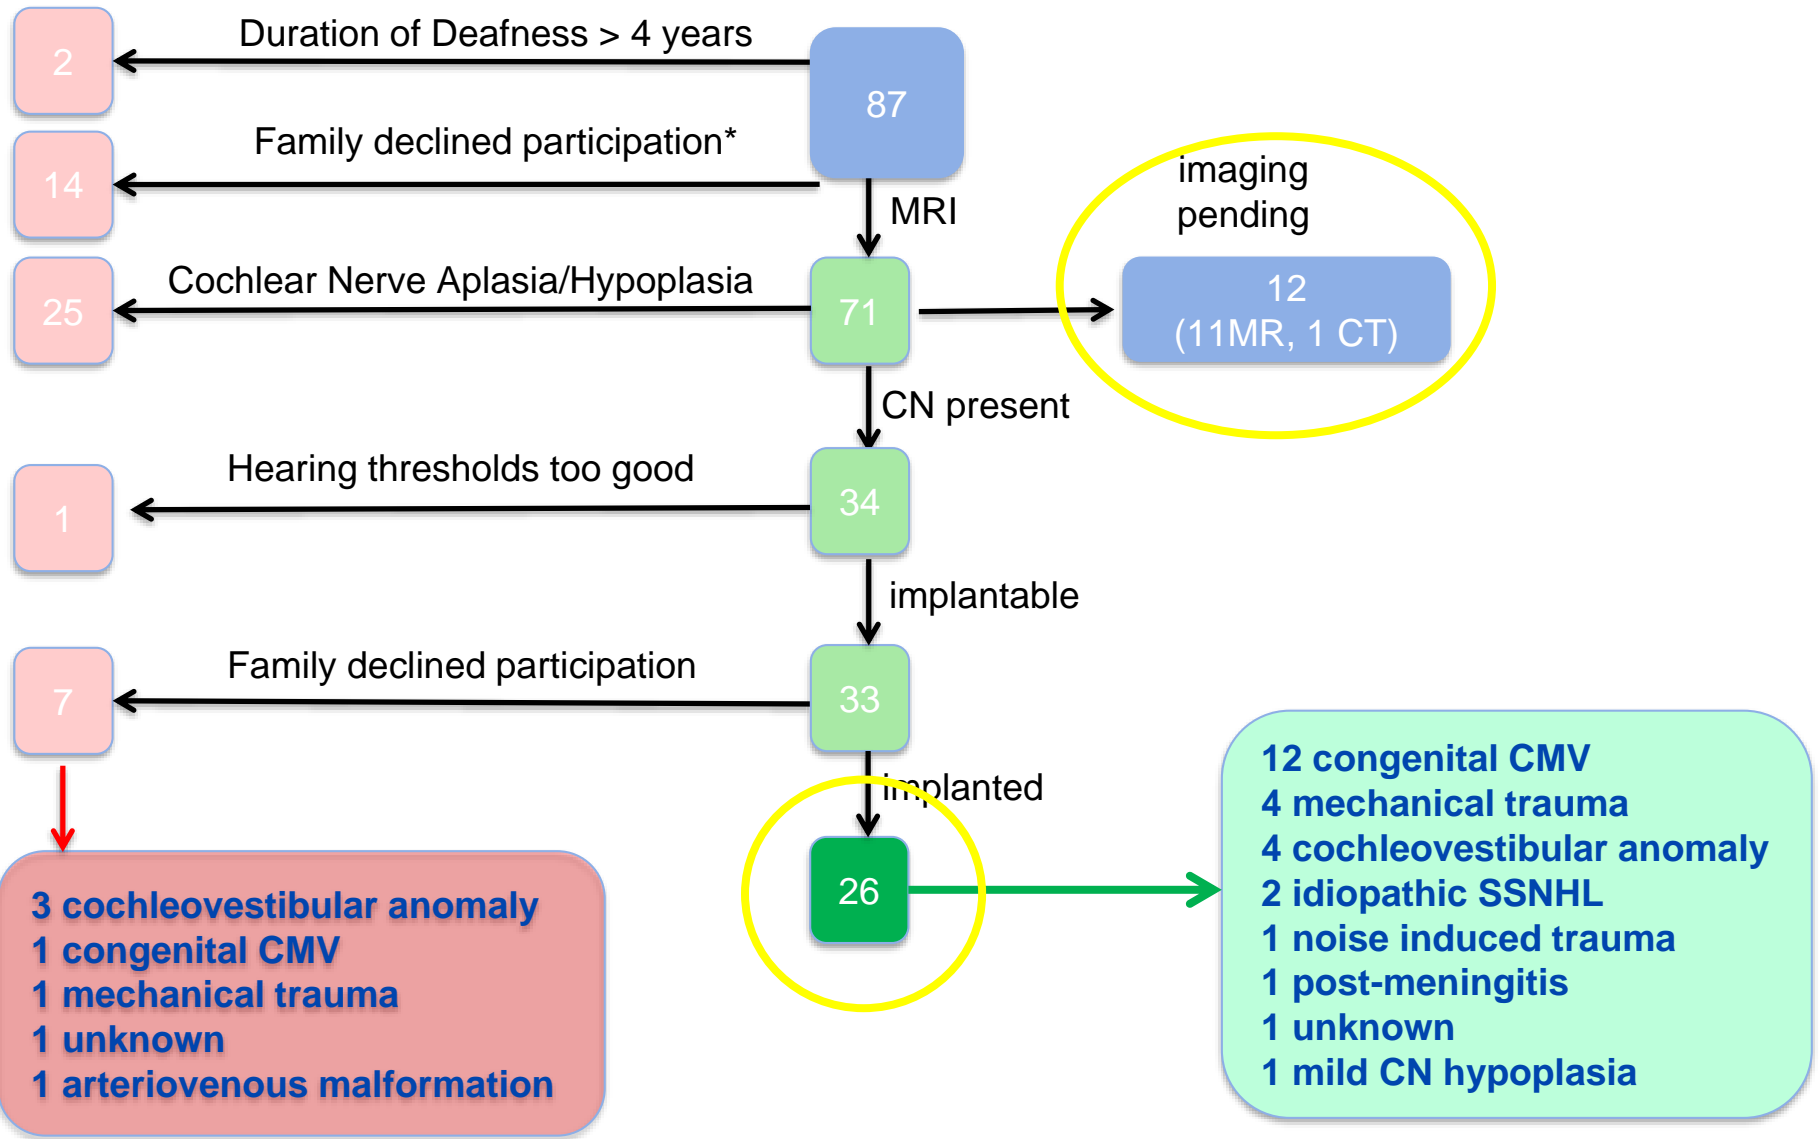 Duration of Deafness > 4 years
2
87
Family declined participation*
14
MRI
imaging
pending
Cochlear Nerve Aplasia/Hypoplasia
25
71
12
(11MR, 1 CT)
CN present
Hearing thresholds too good
1
34
implantable
Family declined participation
7
33
implanted
26
3 cochleovestibular anomaly
1 congenital CMV
1 mechanical trauma
1 unknown
1 arteriovenous malformation
12 congenital CMV
4 mechanical trauma
4 cochleovestibular anomaly
2 idiopathic SSNHL
1 noise induced trauma
1 post-meningitis
1 unknown
1 mild CN hypoplasia